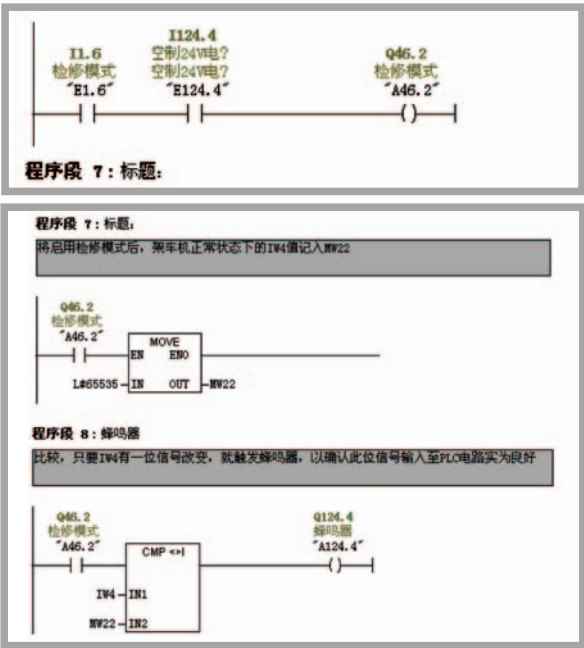 I124.4
I1.6 空制24V电? Q46.2
检修模式 空制24V电? 检修模式
"E1.6" "E124.4" "A46.2"
程序段 7:标题:
程序段 7:标题:
将启用检修模式后，架车机正常状态下的IW4值记入MW22
Q46.2
检修模式
"A46.2"
MOVE
EN ENO
L#65535 IN OUT MW22
程序段 8:蜂鸣器
比较，只要IW4有一位信号改变，就触发蜂鸣器，以确认此位信号输入至PLC电路实为良好
Q46.2 Q124.4
检修模式 蜂鸣器
"A46.2" "A124.4"
CMP <>I
IW4 IN1
MW22 IN2